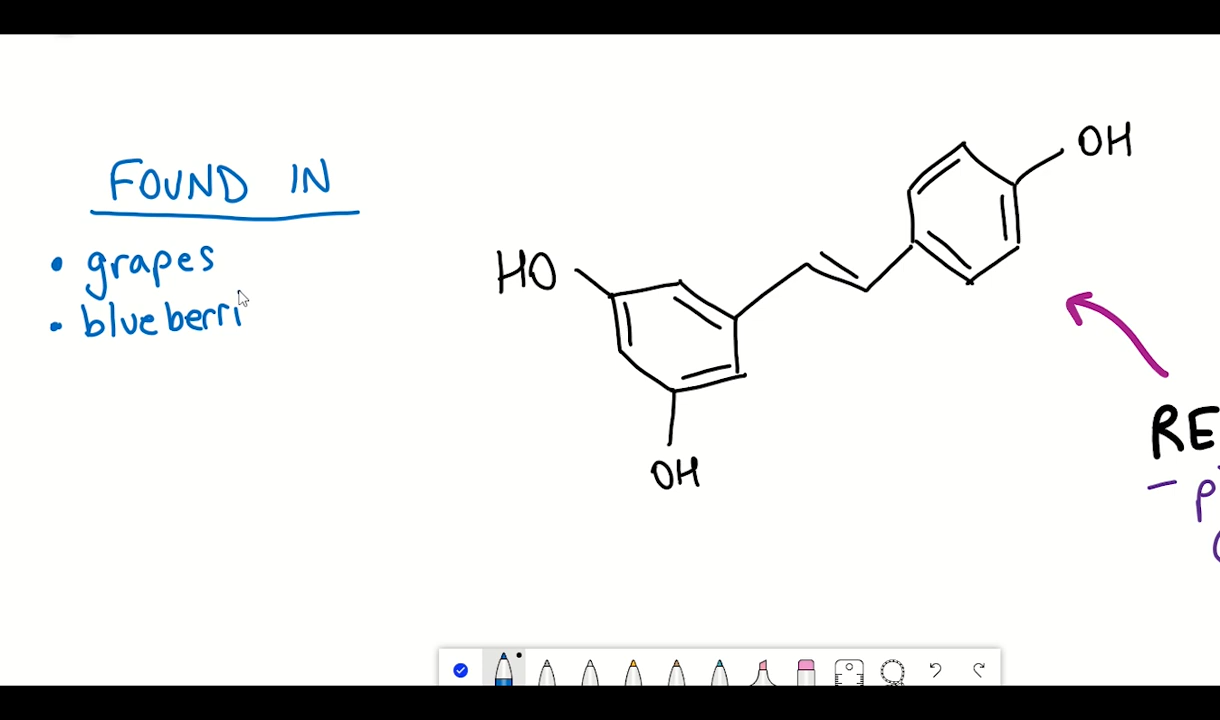 FOUND IN
• grapes
• blueberri
HO
OH
OH
RE
- p